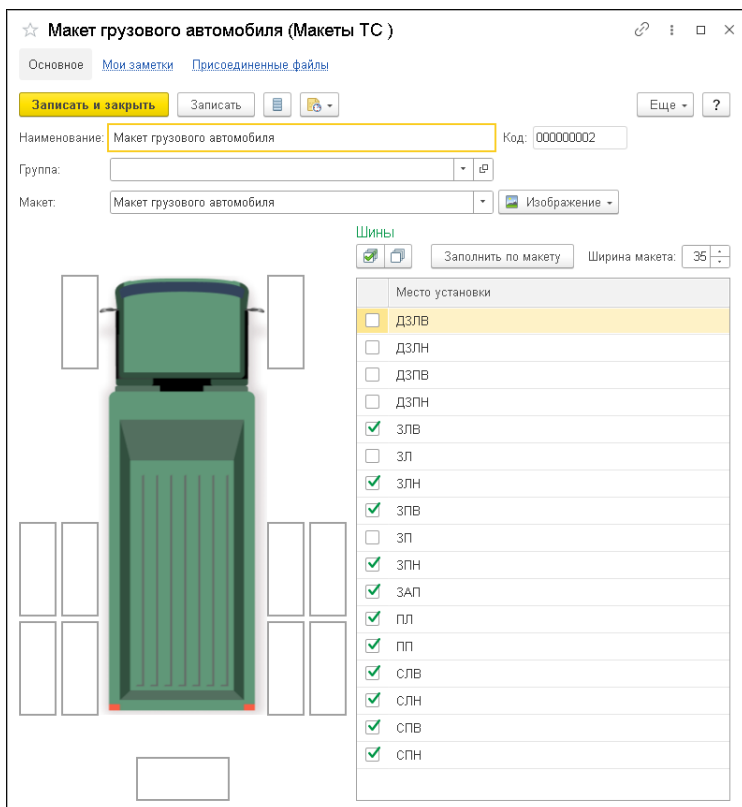 Макет грузового автомобиля (Макеты ТС )
Основное Мои заметки Присоединенные файлы
Записать и закрыть Записать Еще ?
Наименование: Макет грузового автомобиля Код: 000000002
Группа:
Макет: Макет грузового автомобиля Изображение
Шины
Заполнить по макету Ширина макета: 35
Место установки
ДЗЛВ
ДЗЛН
ДЗПВ
ДЗПН
ЗЛВ
ЗЛ
ЗЛН
ЗПВ
ЗП
ЗПН
ЗАП
ПЛ
ПП
СЛВ
СЛН
СПВ
СПН